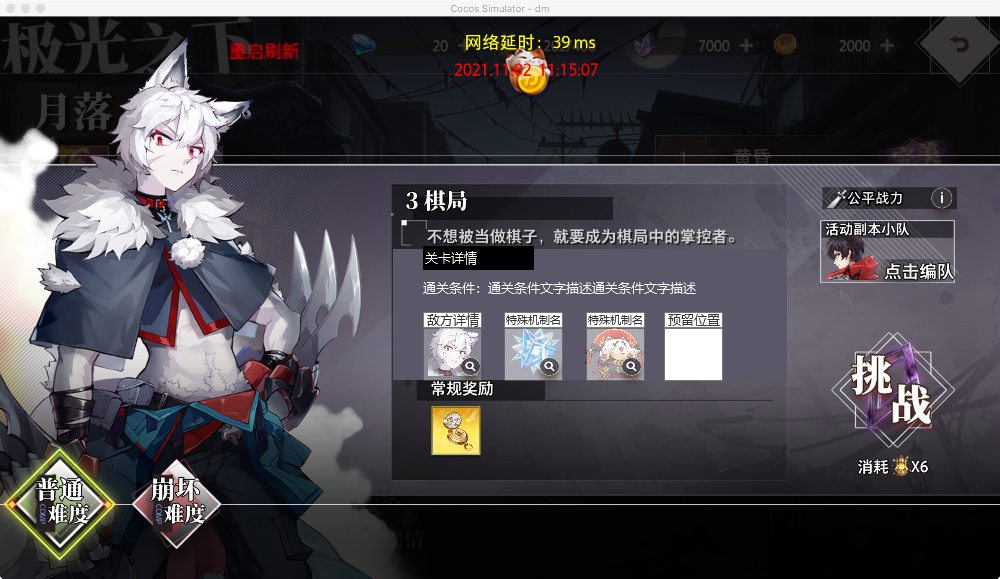 Cocos Simulator - dm
极光之下
重启刷新
20
网络延时：39 ms
7000
2000
2021.11.02 11:15:07
月落
1
黄昏
3 棋局
不想被当做棋子，就要成为棋局中的掌控者。
关卡详情
通关条件：通关条件文字描述通关条件文字描述
敌方详情
特殊机制名
特殊机制名
预留位置
常规奖励
公平战力
i
活动副本小队
点击编队
挑战
消耗 X6
普通
难度
COMP
崩坏
难度
COMP